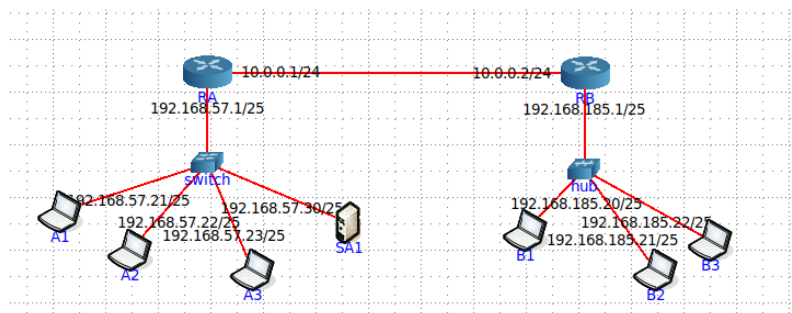 10.0.0.1/24
10.0.0.2/24
RA
RB
192.168.57.1/25
192.168.185.1/25
switch
hub
192.168.57.21/25
192.168.57.30/25
192.168.57.22/25
192.168.57.23/25
192.168.185.20/25
192.168.185.22/25
192.168.185.21/25
A1
A2
A3
SA1
B1
B2
B3